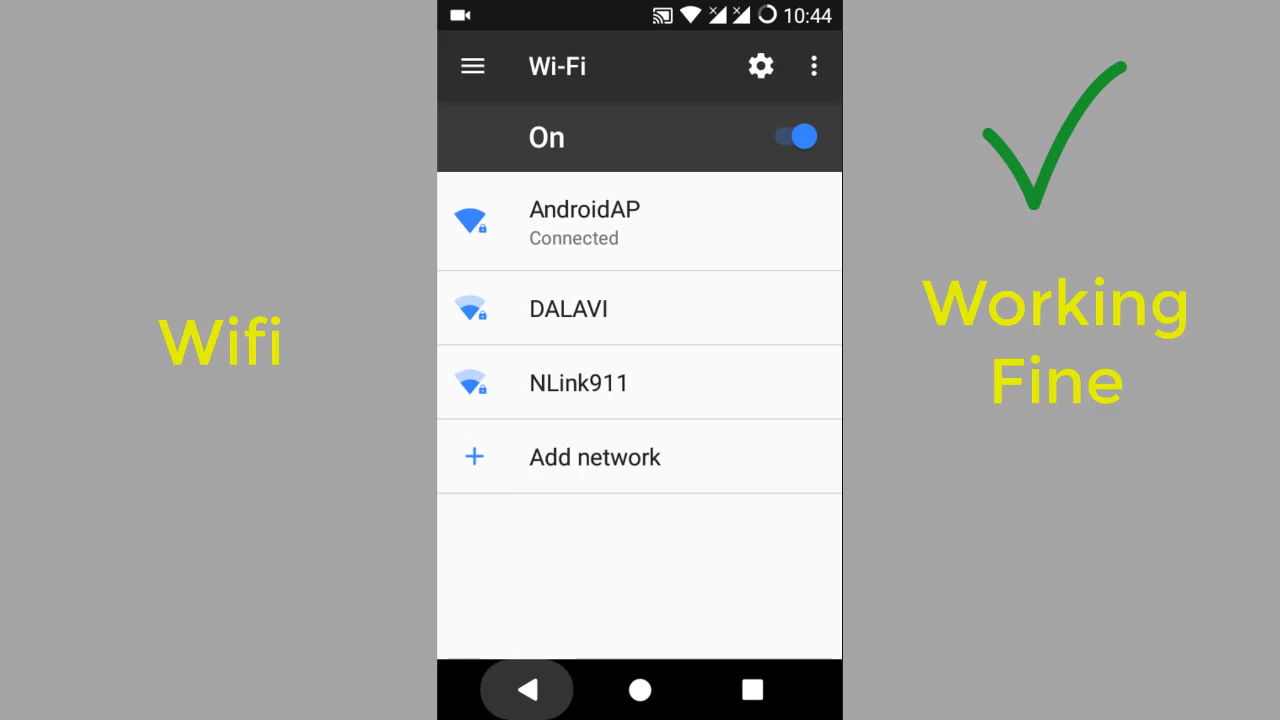 10:44
Wi-Fi
On
AndroidAP
Connected
DALAVI
NLink911
Add network
Wifi
Working
Fine